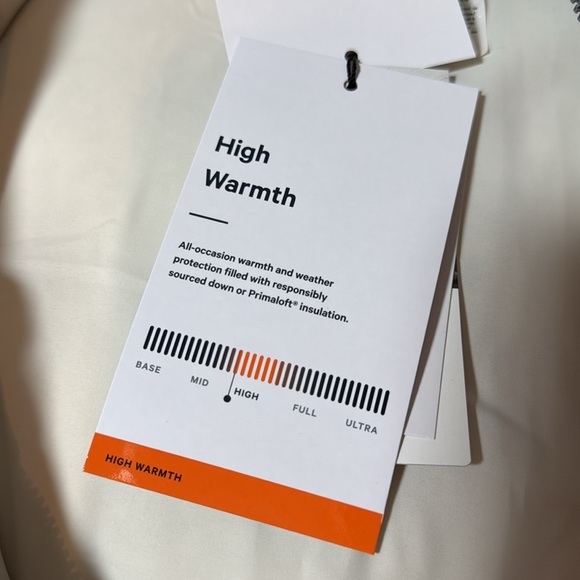 High
Warmth
All-occasion warmth and weather
protection filled with responsibly
sourced down or Primaloft® insulation.
BASE
MID
HIGH
FULL
ULTRA
HIGH WARMTH